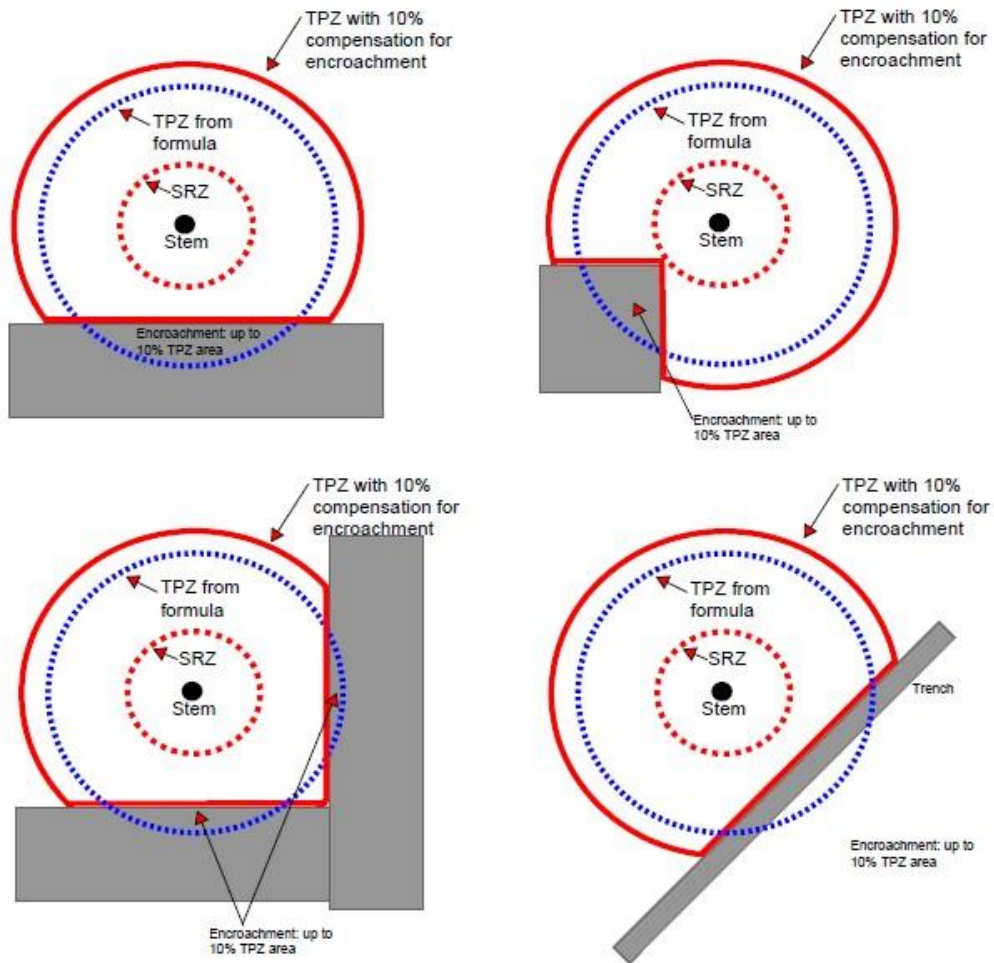 TPZ with 10%
compensation for
encroachment
TPZ from
formula
SRZ
Stem
Encroachment: up to
10% TPZ area
TPZ with 10%
compensation for
encroachment
TPZ from
formula
SRZ
Stem
Encroachment: up to
10% TPZ area
TPZ with 10%
compensation for
encroachment
TPZ from
formula
SRZ
Stem
Encroachment: up to
10% TPZ area
TPZ with 10%
compensation for
encroachment
TPZ from
formula
SRZ
Stem
Trench
Encroachment: up to
10% TPZ area